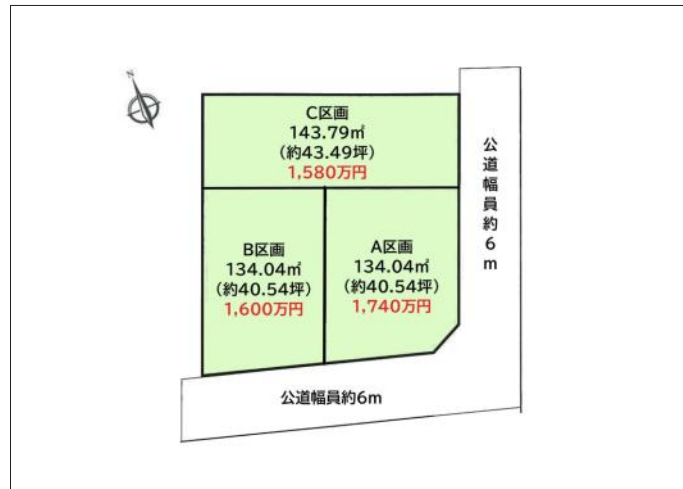 N
C区画
143.79㎡
(約43.49坪)
1,580万円
B区画
134.04㎡
(約40.54坪)
1,600万円
A区画
134.04㎡
(約40.54坪)
1,740万円
公道幅員約6m
公道幅員約6m